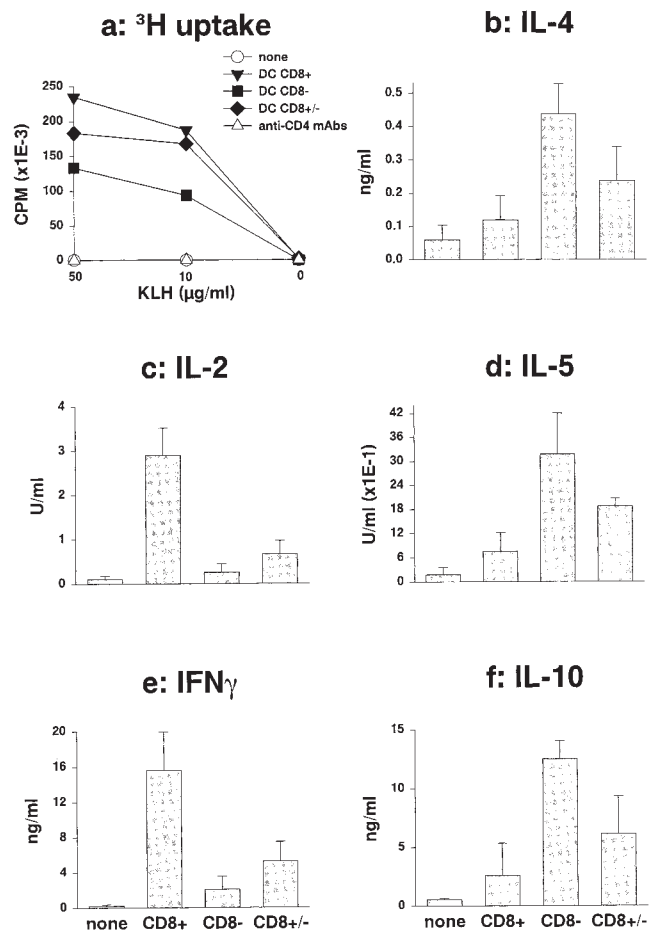 a: ³H uptake
none
DC CD8+
DC CD8-
DC CD8+/-
anti-CD4 mAbs
CPM (x1E-3)
250
200
150
100
50
0
50
10
0
KLH (µg/ml)
b: IL-4
ng/ml
0.5
0.4
0.3
0.2
0.1
0.0
c: IL-2
U/ml
4
3
2
1
0
d: IL-5
U/ml (x1E-1)
42
36
30
24
18
12
6
0
e: IFNγ
ng/ml
20
16
12
8
4
0
none CD8+ CD8- CD8+/-
f: IL-10
ng/ml
15
10
5
0
none CD8+ CD8- CD8+/-